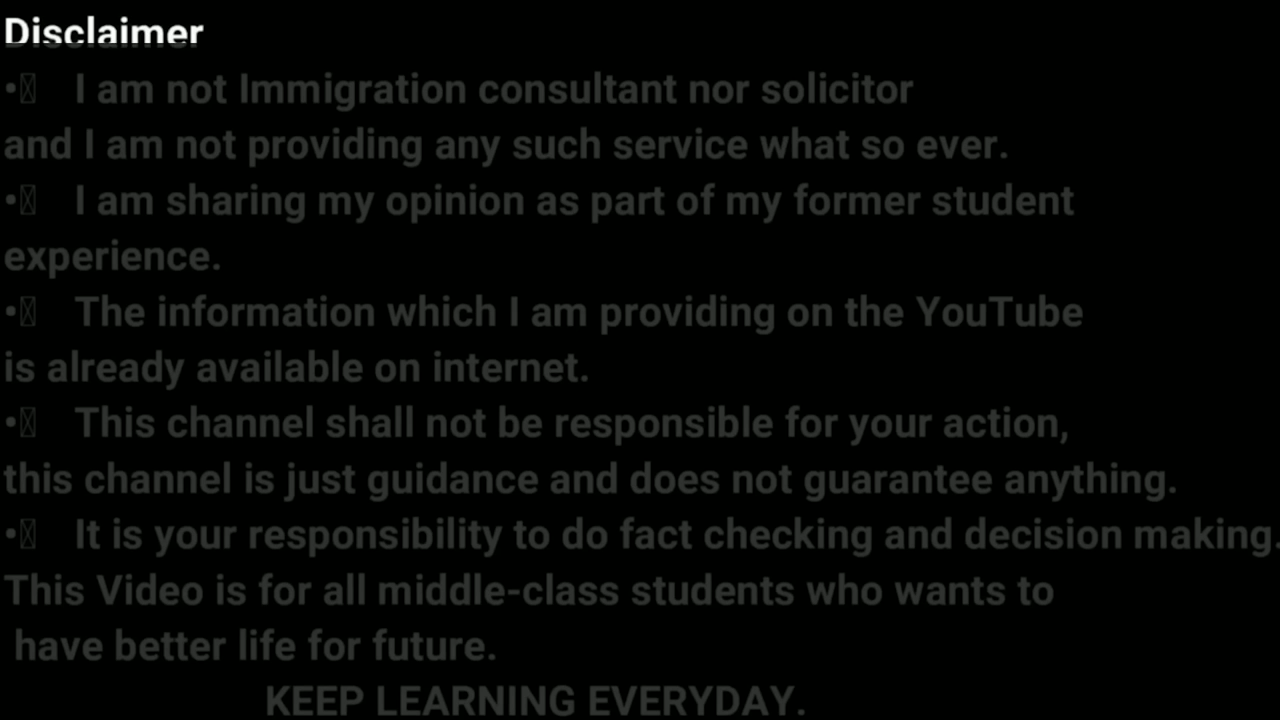 Disclaimer
• I am not Immigration consultant nor solicitor
and I am not providing any such service what so ever.
• I am sharing my opinion as part of my former student
experience.
• The information which I am providing on the YouTube
is already available on internet.
• This channel shall not be responsible for your action,
this channel is just guidance and does not guarantee anything.
• It is your responsibility to do fact checking and decision making.
This Video is for all middle-class students who wants to
have better life for future.
KEEP LEARNING EVERYDAY.